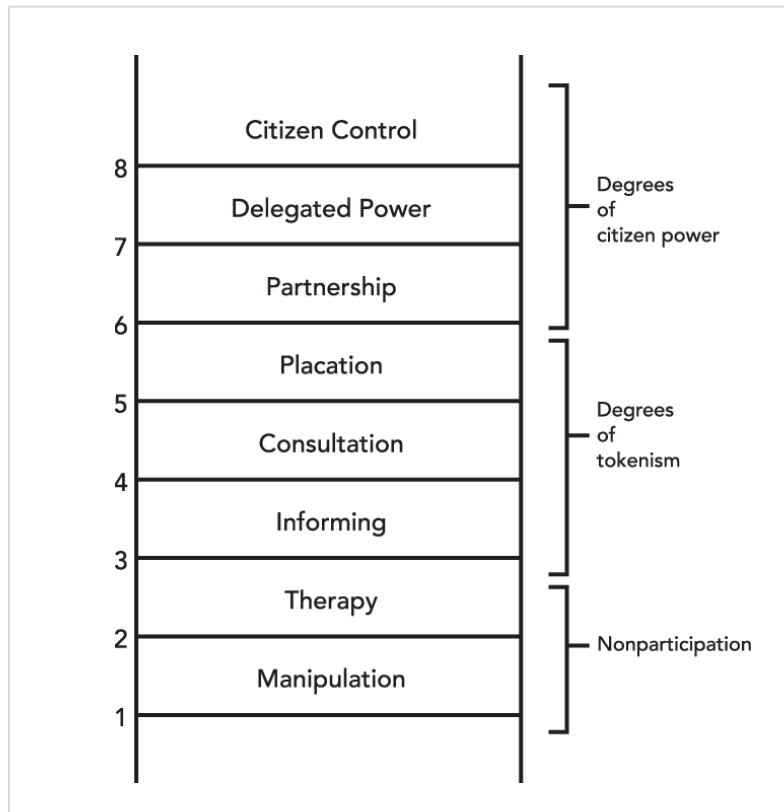 Citizen Control
8
Delegated Power
7
Partnership
6
Placation
5
Consultation
4
Informing
3
Therapy
2
Manipulation
1
Degrees
of
citizen power
Degrees
of
tokenism
Nonparticipation